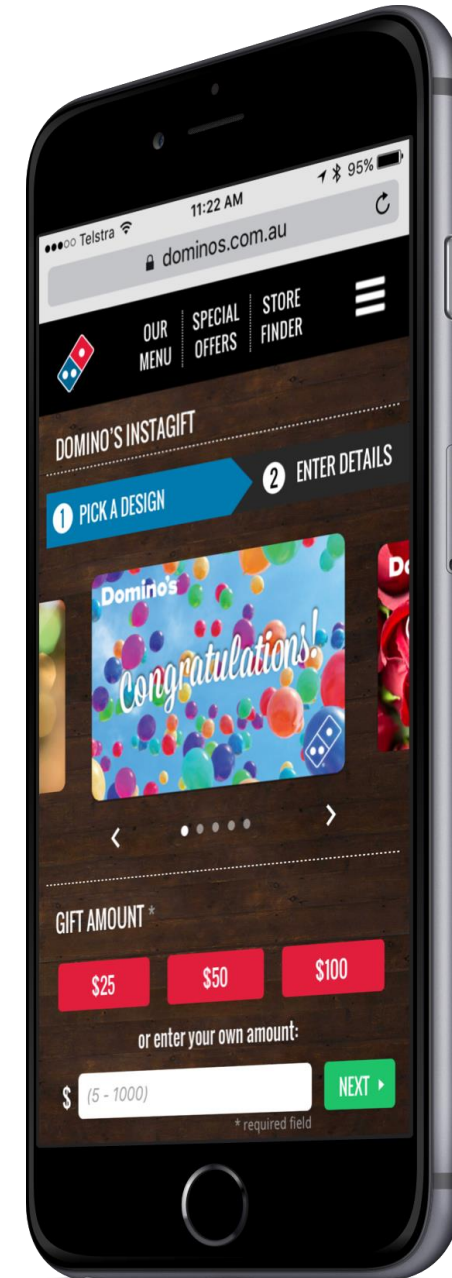 Telstra
11:22 AM
95%
dominos.com.au
OUR
MENU
SPECIAL
OFFERS
STORE
FINDER
DOMINO'S INSTAGIFT
1 PICK A DESIGN
2 ENTER DETAILS
Domino's
Congratulations!
Do
GIFT AMOUNT *
$25
$50
$100
or enter your own amount:
$ (5 - 1000)
NEXT
* required field